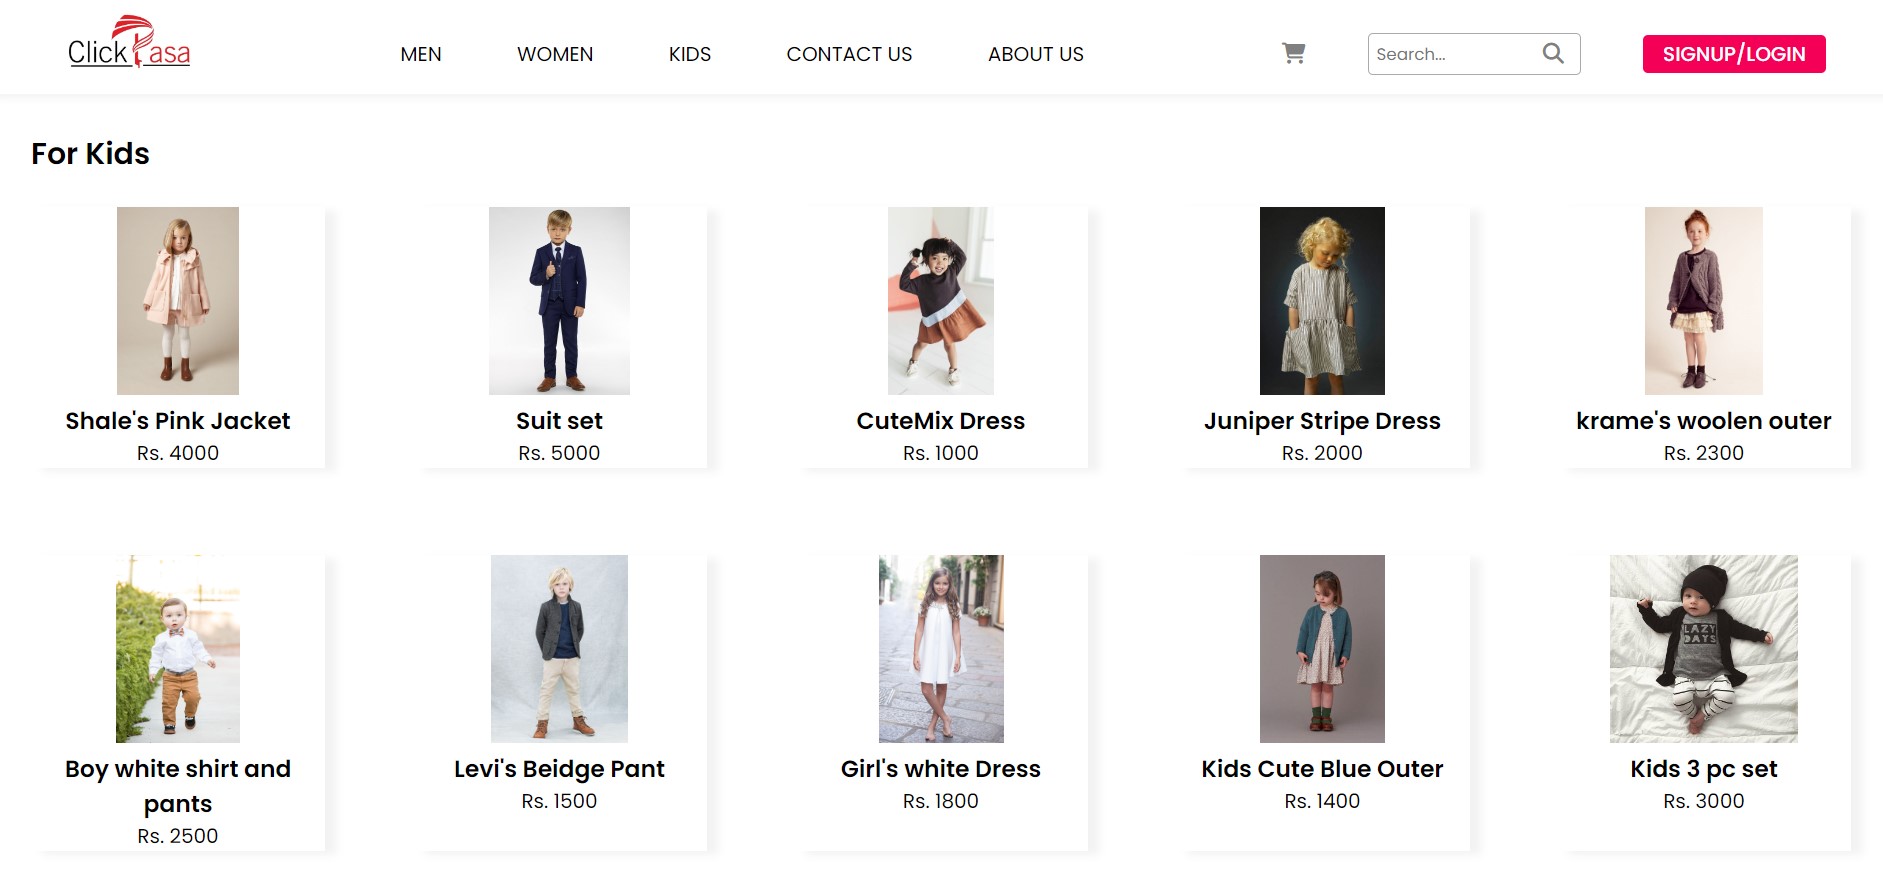 ClickPasa
MEN WOMEN KIDS CONTACT US ABOUT US
Search...
SIGNUP/LOGIN
For Kids
Shale's Pink Jacket
Rs. 4000
Suit set
Rs. 5000
CuteMix Dress
Rs. 1000
Juniper Stripe Dress
Rs. 2000
krame's woolen outer
Rs. 2300
Boy white shirt and
pants
Rs. 2500
Levi's Beidge Pant
Rs. 1500
Girl's white Dress
Rs. 1800
Kids Cute Blue Outer
Rs. 1400
LAZY
DAYS
Kids 3 pc set
Rs. 3000